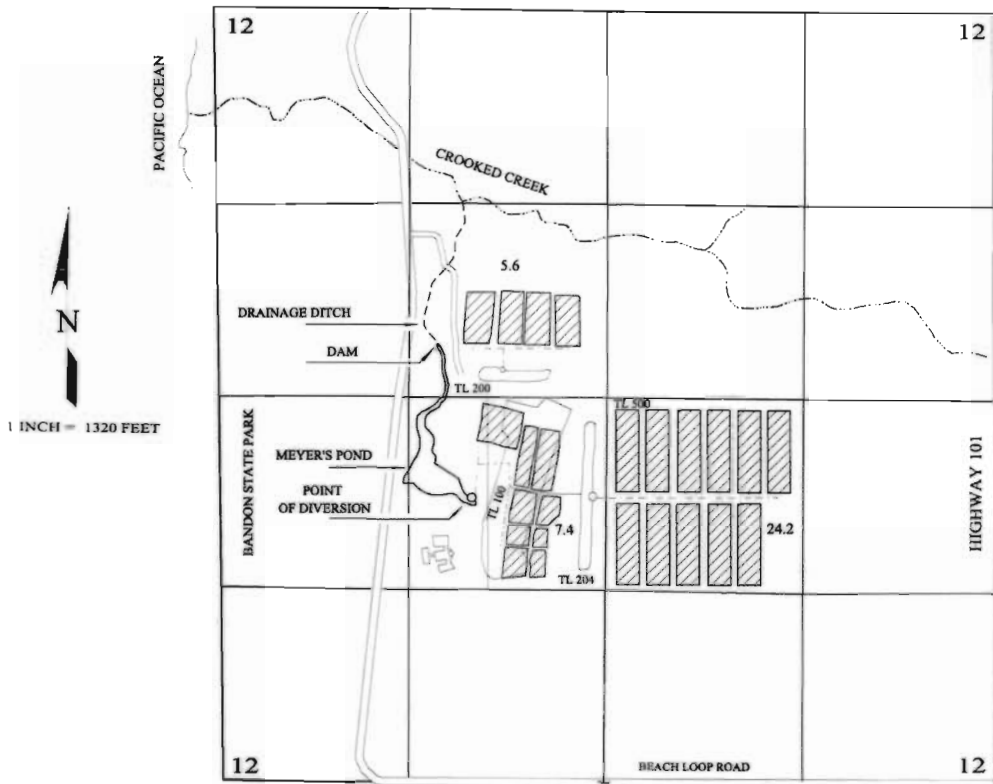 12
12
PACIFIC OCEAN
CROOKED CREEK
5.6
DRAINAGE DITCH
N
DAM
TL 200
TL 500
1 INCH = 1320 FEET
MEYER'S POND
POINT
OF DIVERSION
BANDON STATE PARK
TL 100
7.4
24.2
HIGHWAY 101
TL 204
12
BEACH LOOP ROAD
12